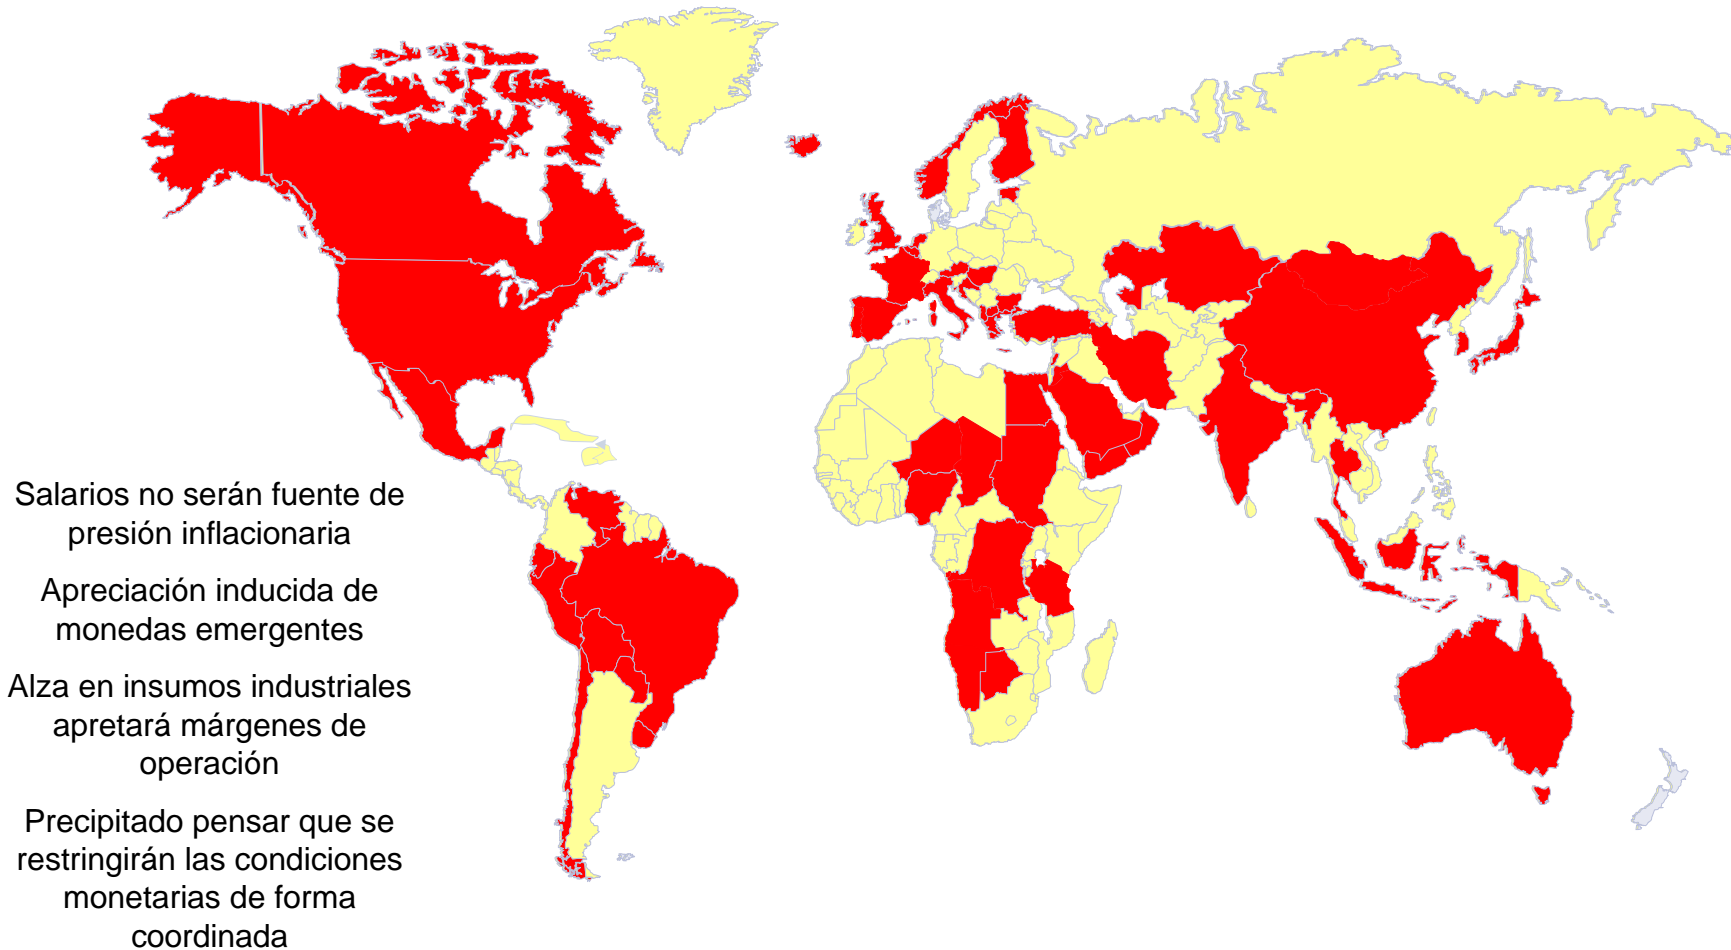 Salarios no serán fuente de
presión inflacionaria
Apreciación inducida de
monedas emergentes
Alza en insumos industriales
apretará márgenes de
operación
Precipitado pensar que se
restringirán las condiciones
monetarias de forma
coordinada